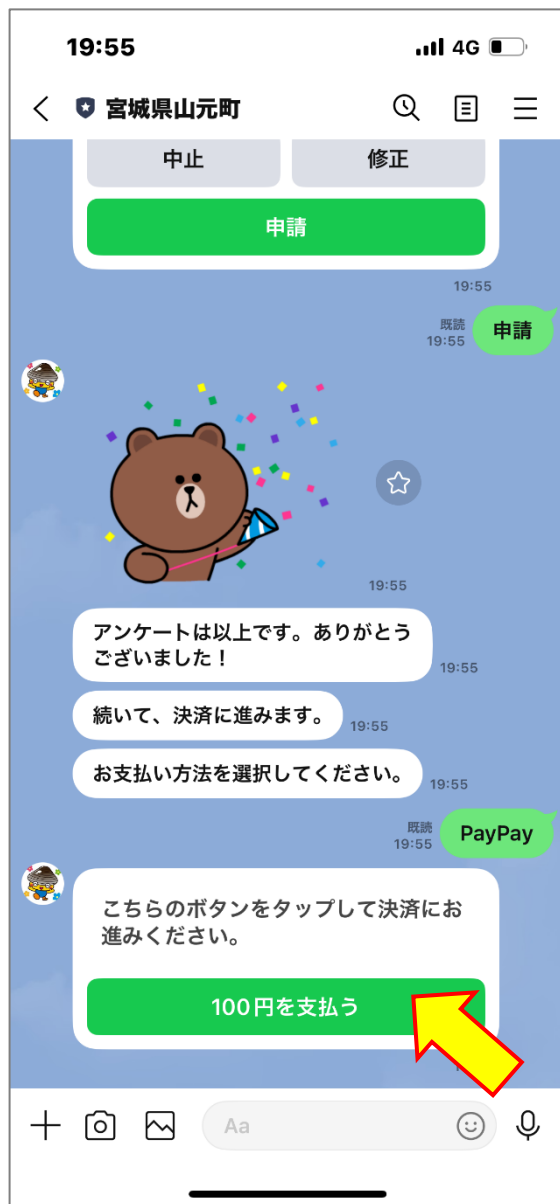 19:55
4G
宮城県山元町
中止
修正
申請
19:55
既読
19:55
申請
19:55
アンケートは以上です。ありがとう
ございました！
19:55
続いて、決済に進みます。
19:55
お支払い方法を選択してください。
19:55
既読
19:55
PayPay
こちらのボタンをタップして決済にお
進みください。
100円を支払う
Aa